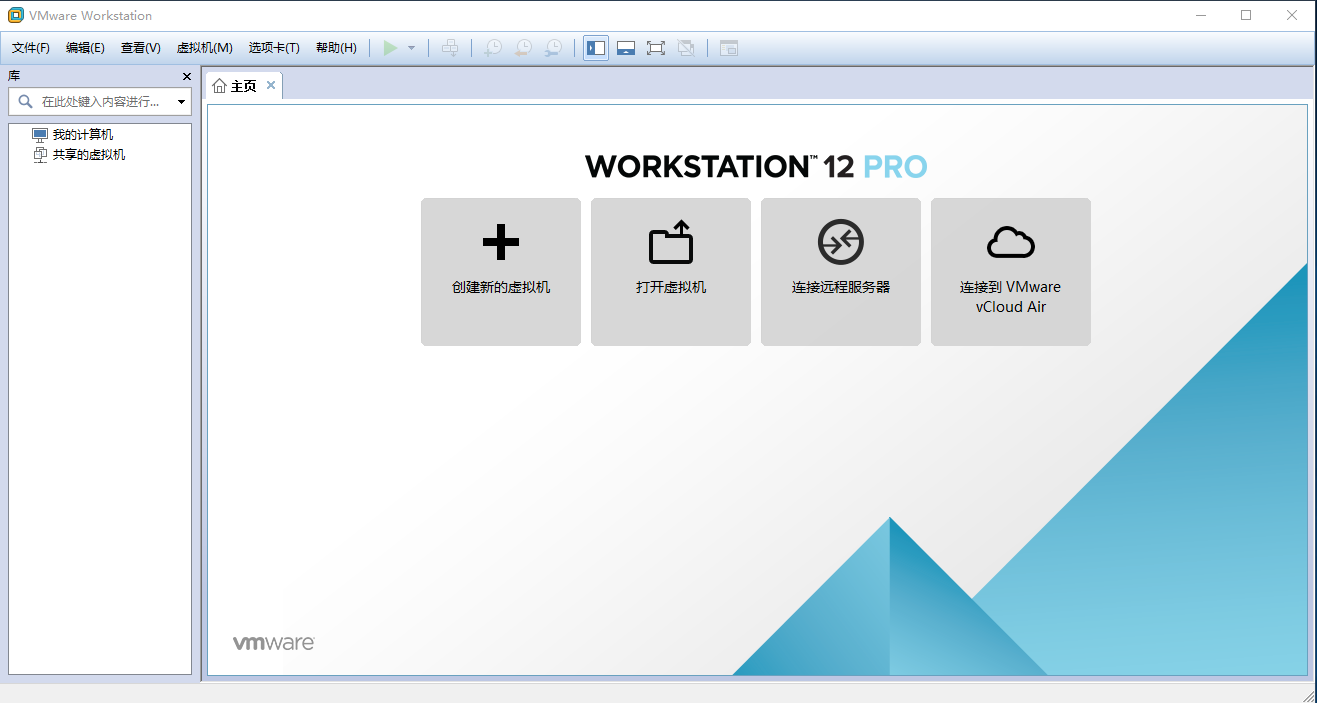 VMware Workstation
文件(F) 编辑(E) 查看(V) 虚拟机(M) 选项卡(T) 帮助(H)
库
在此处键入内容进行...
我的计算机
共享的虚拟机
主页
WORKSTATION™ 12 PRO
创建新的虚拟机
打开虚拟机
连接远程服务器
连接到 VMware
vCloud Air
vmware